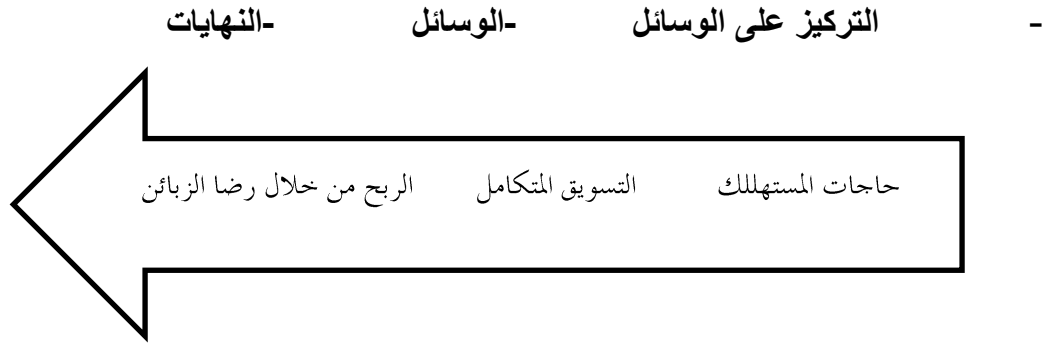 - التركيز على الوسائل -الوسائل -النهايات
حاجات المستهللك التسويق المتكامل الربح من خلال رضا الزبائن